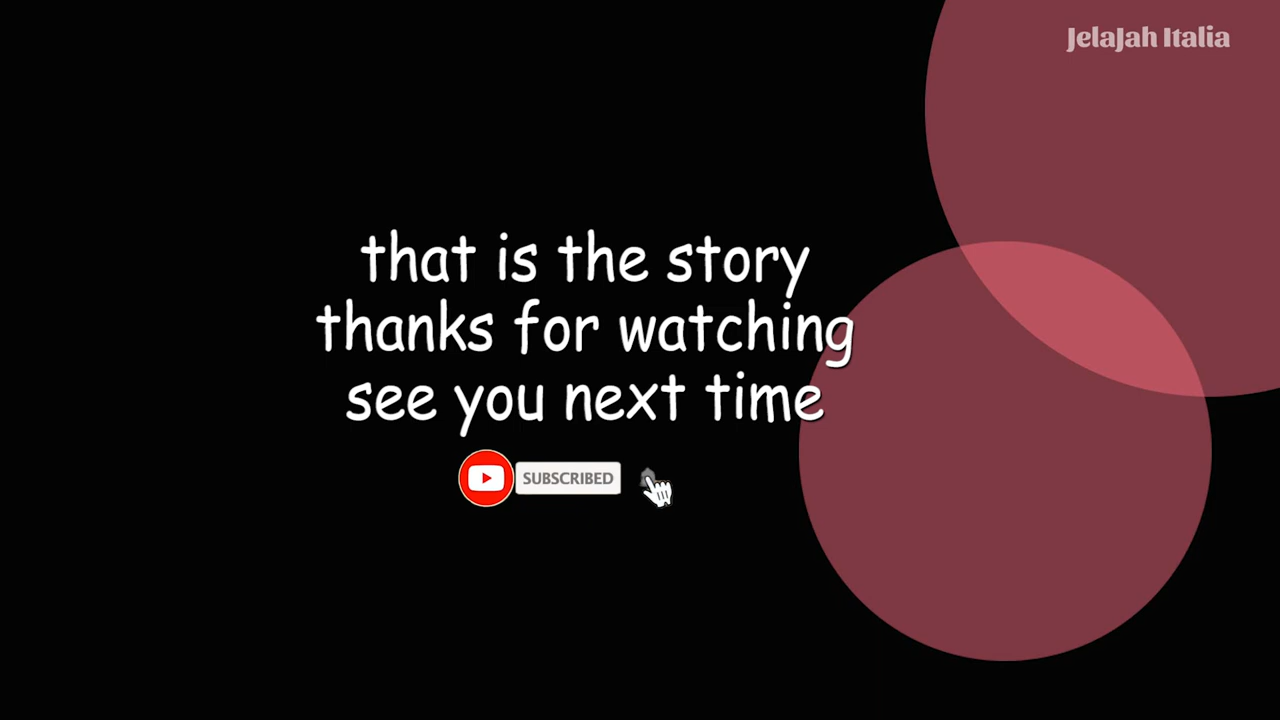 JelaJah Italia
that is the story
thanks for watching
see you next time
SUBSCRIBED